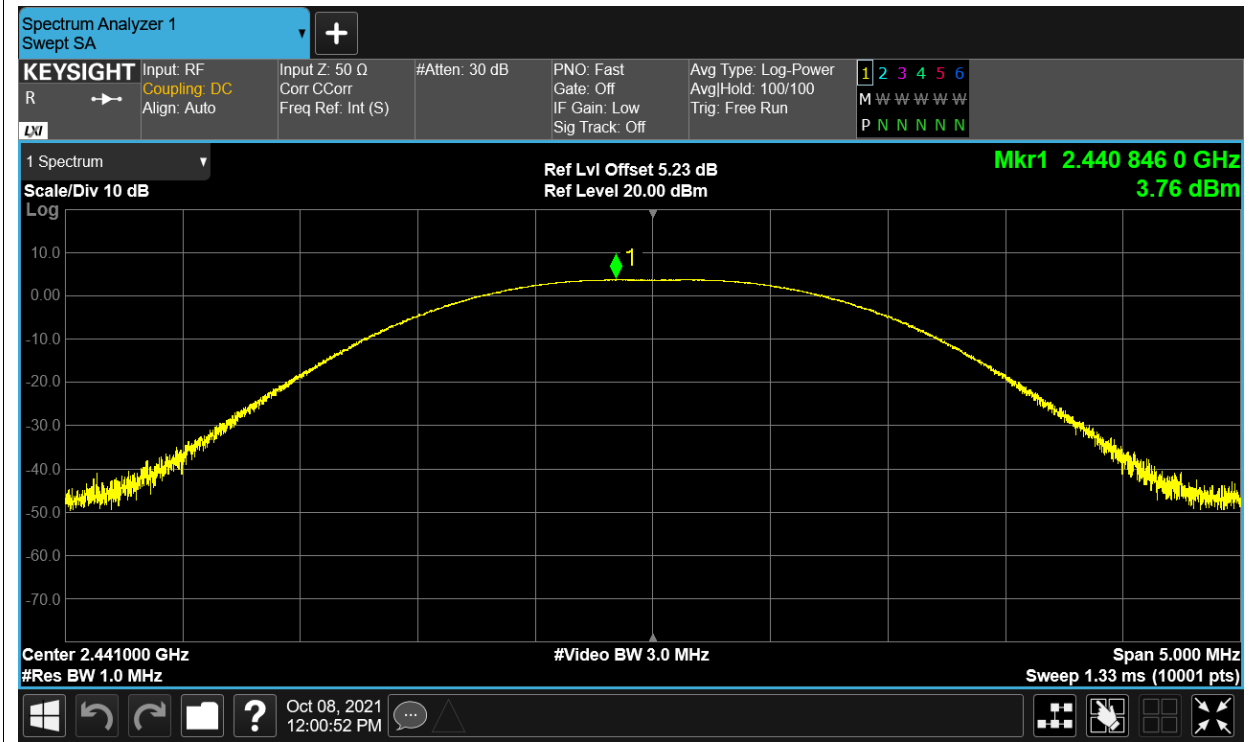 Spectrum Analyzer 1
Swept SA
KEYSIGHT
R
LXI
Input: RF
Coupling: DC
Align: Auto
Input Z: 50 Ω
Corr CCorr
Freq Ref: Int (S)
#Atten: 30 dB
PNO: Fast
Gate: Off
IF Gain: Low
Sig Track: Off
Avg Type: Log-Power
Avg|Hold: 100/100
Trig: Free Run
1 2 3 4 5 6
M W W W W W
P N N N N N
1 Spectrum
Scale/Div 10 dB
Ref Lvl Offset 5.23 dB
Ref Level 20.00 dBm
Mkr1 2.440 846 0 GHz
3.76 dBm
Log
10.0
0.00
-10.0
-20.0
-30.0
-40.0
-50.0
-60.0
-70.0
1
Center 2.441000 GHz
#Res BW 1.0 MHz
#Video BW 3.0 MHz
Span 5.000 MHz
Sweep 1.33 ms (10001 pts)
?
Oct 08, 2021
12:00:52 PM